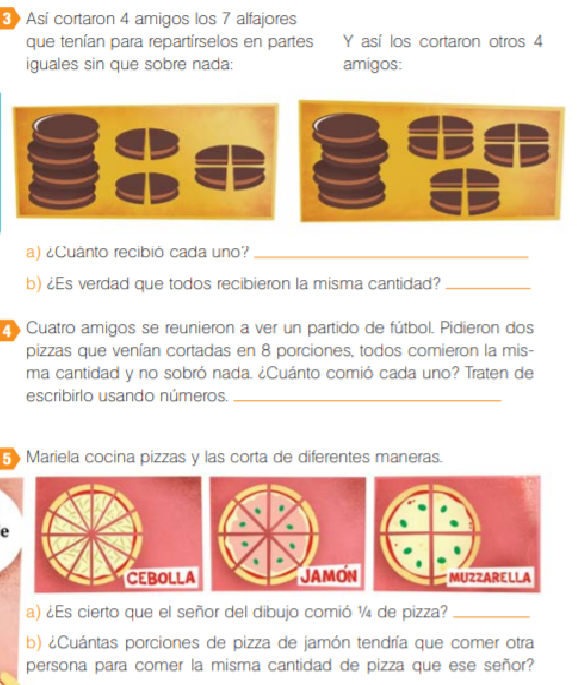 3 Así cortaron 4 amigos los 7 alfajores
que tenían para repartírselos en partes
iguales sin que sobre nada:
Y así los cortaron otros 4
amigos:
a) ¿Cuánto recibió cada uno?
b) ¿Es verdad que todos recibieron la misma cantidad?
4 Cuatro amigos se reunieron a ver un partido de fútbol. Pidieron dos
pizzas que venían cortadas en 8 porciones, todos comieron la mis-
ma cantidad y no sobró nada. ¿Cuánto comió cada uno? Traten de
escribirlo usando números.
5 Mariela cocina pizzas y las corta de diferentes maneras.
e
CEBOLLA
JAMÓN
MUZZARELLA
a) ¿Es cierto que el señor del dibujo comió ¼ de pizza?
b) ¿Cuántas porciones de pizza de jamón tendría que comer otra
persona para comer la misma cantidad de pizza que ese señor?